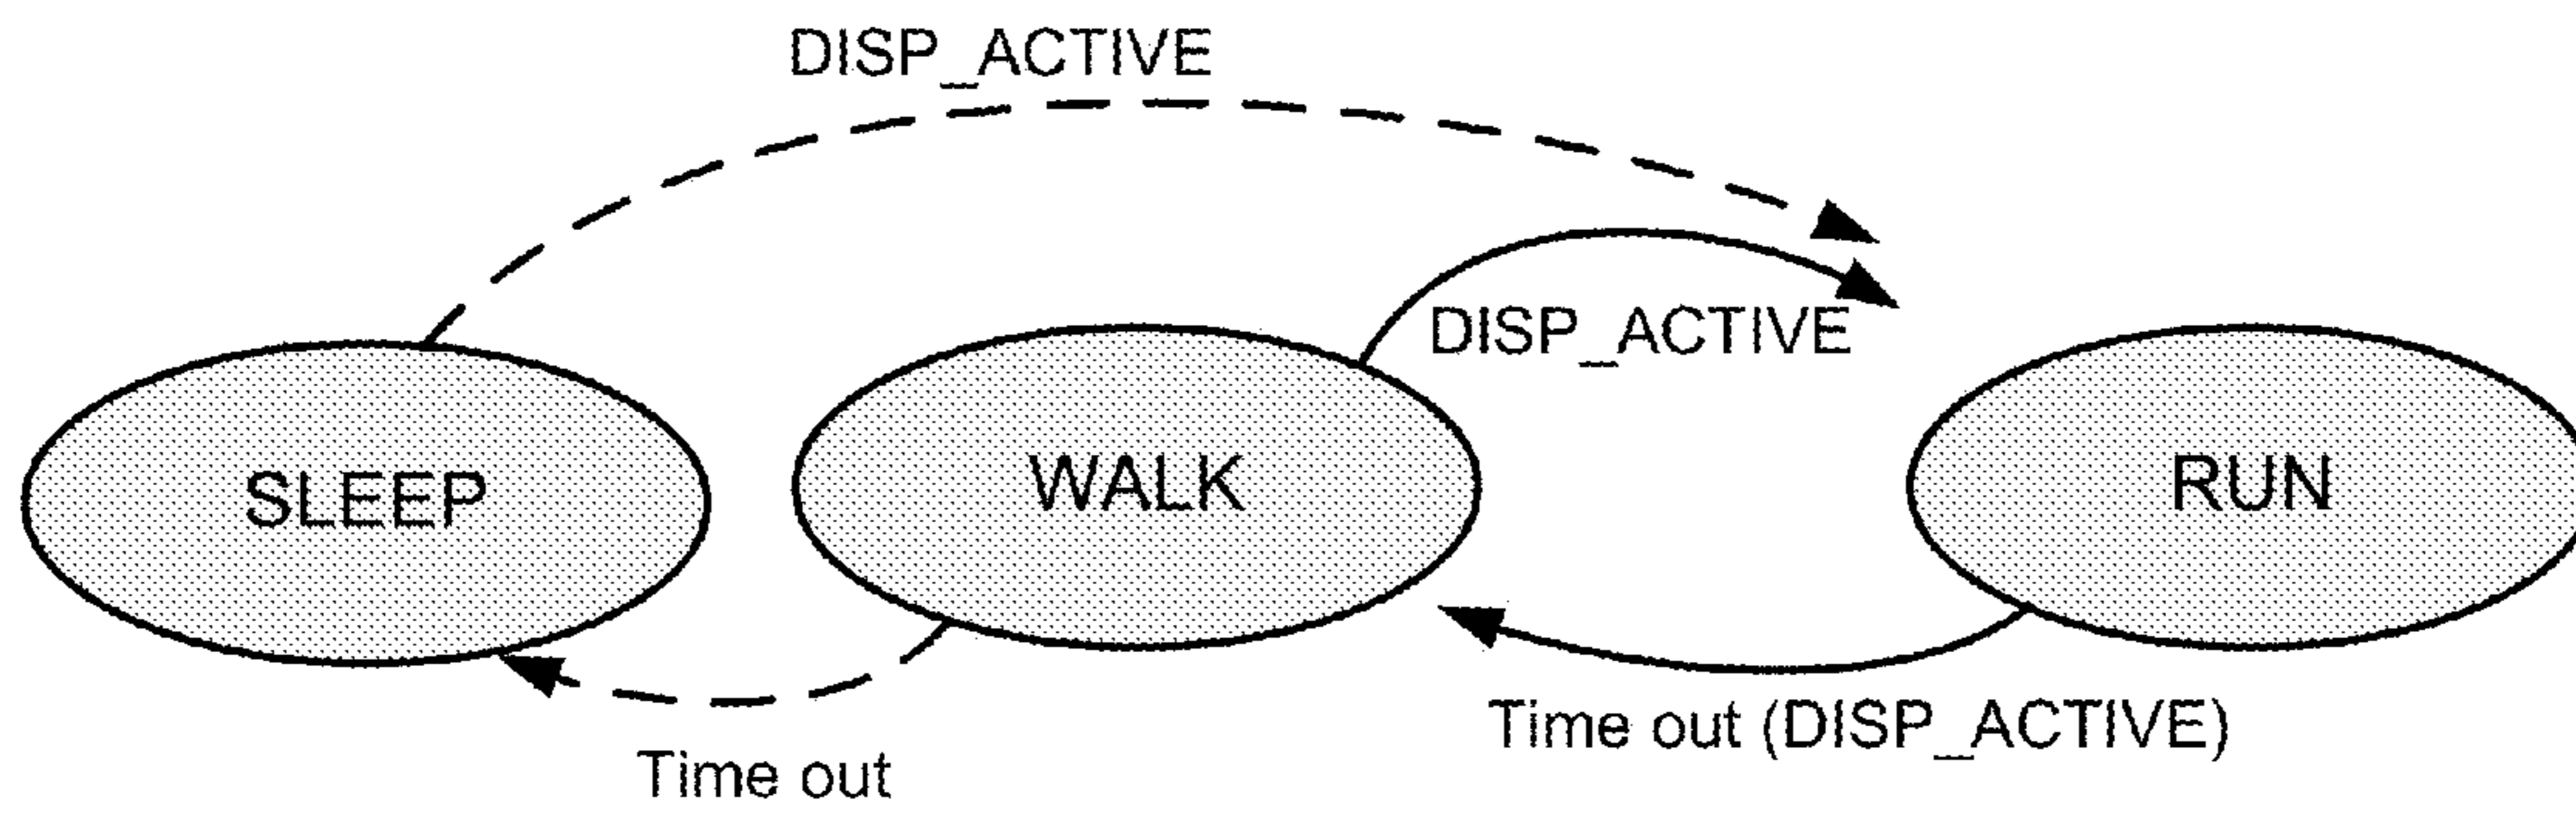 DISP_ACTIVE
DISP_ACTIVE
SLEEP
WALK
RUN
Time out (DISP_ACTIVE)
Time out